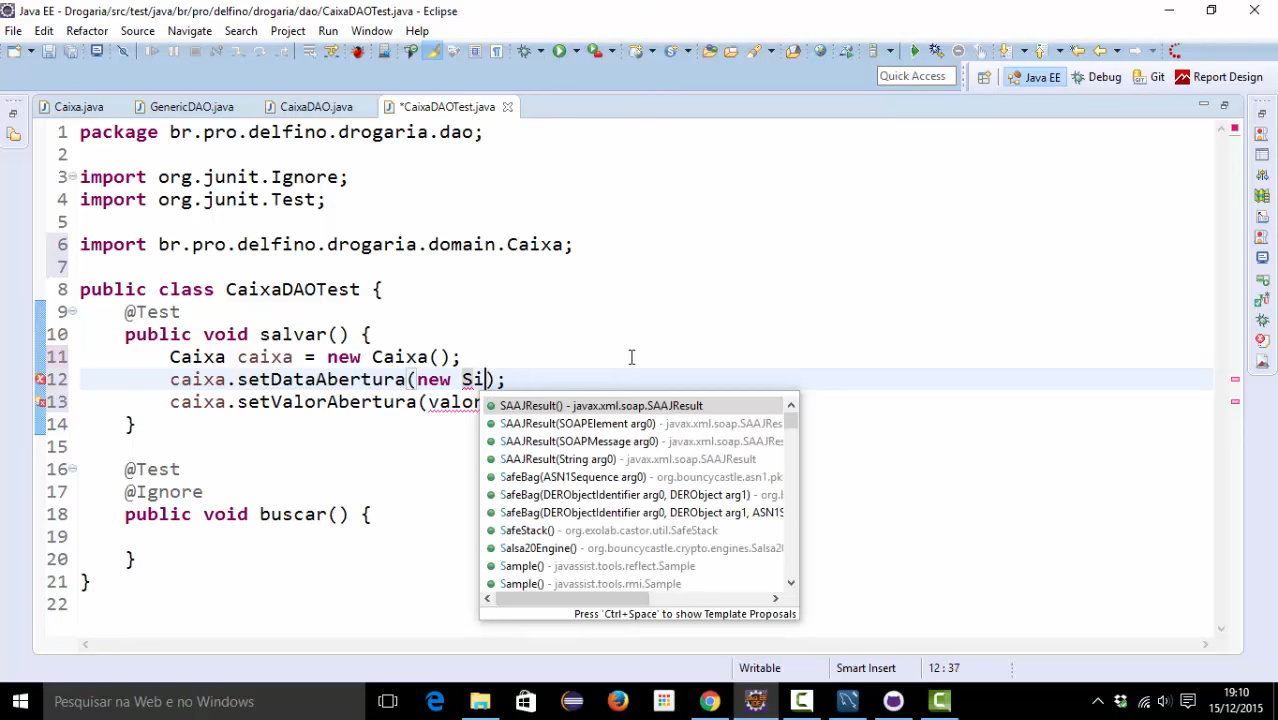 Java EE - Drogaria/src/test/java/br/pro/delfino/drogaria/dao/CaixaDAOTest.java - Eclipse
File Edit Refactor Source Navigate Search Project Run Window Help
Quick Access Java EE Debug Git Report Design
Caixa.java GenericDAO.java CaixaDAO.java *CaixaDAOTest.java
1 package br.pro.delfino.drogaria.dao;
2
3 import org.junit.Ignore;
4 import org.junit.Test;
5
6 import br.pro.delfino.drogaria.domain.Caixa;
7
8 public class CaixaDAOTest {
9 @Test
10 public void salvar() {
11 Caixa caixa = new Caixa();
12 caixa.setDataAbertura(new Si);
13 caixa.setValorAbertura(valor
14 }
15
16 @Test
17 @Ignore
18 public void buscar() {
19
20 }
21 }
22
SAAJResult() - javax.xml.soap.SAAJResult
SAAJResult(SOAPElement arg0) - javax.xml.soap.SAAJRes
SAAJResult(SOAPMessage arg0) - javax.xml.soap.SAAJRe
SAAJResult(String arg0) - javax.xml.soap.SAAJResult
SafeBag(ASN1Sequence arg0) - org.bouncycastle.asn1.pk
SafeBag(DERObjectIdentifier arg0, DERObject arg1) - org.b
SafeBag(DERObjectIdentifier arg0, DERObject arg1, ASN1S
SafeStack() - org.exolab.castor.util.SafeStack
Salsa20Engine() - org.bouncycastle.crypto.engines.Salsa2
Sample() - javassist.tools.reflect.Sample
Sample() - javassist.tools.rmi.Sample
Press 'Ctrl+Space' to show Template Proposals
Writable Smart Insert 12 : 37
Pesquisar na Web e no Windows
19:10
15/12/2015